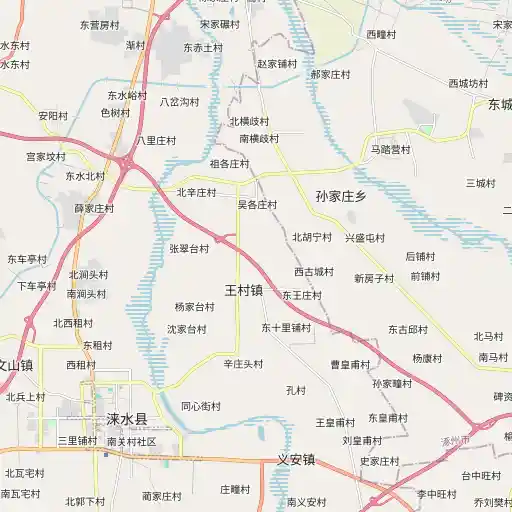 东营房村
宋家碾村
宋家
水东村
渐村
东赤土村
西疃村
水东村
赵家铺村
郝家庄村
西城坊村
东水峪村
八岔沟村
东城
安阳村
色树村
北横歧村
八里庄村
南横歧村
马踏营村
宫家坟村
祖各庄村
东水北村
三城村
北辛庄村
孙家庄乡
薛家庄村
吴各庄村
北胡宁村
兴盛屯村
张翠台村
后铺村
东车亭村
北涧头村
西古城村
新房子村
前铺村
下车亭村
南涧头村
王村镇
东王庄村
杨家台村
北西租村
沈家台村
东十里铺村
东古邱村
北马村
东租村
文山镇
西租村
辛庄头村
曹皇甫村
杨康村
南马村
孙家疃村
北兵上村
孔村
碑资
同心街村
涞水县
王皇甫村
东皇甫村
三里铺村
南关村社区
刘皇甫村
涿州市
义安镇
史家庄村
北瓦宅村
台中旺村
南瓦宅村
蔺家庄村
庄疃村
李中旺村
北郭下村
南义安村
乔刘樊村